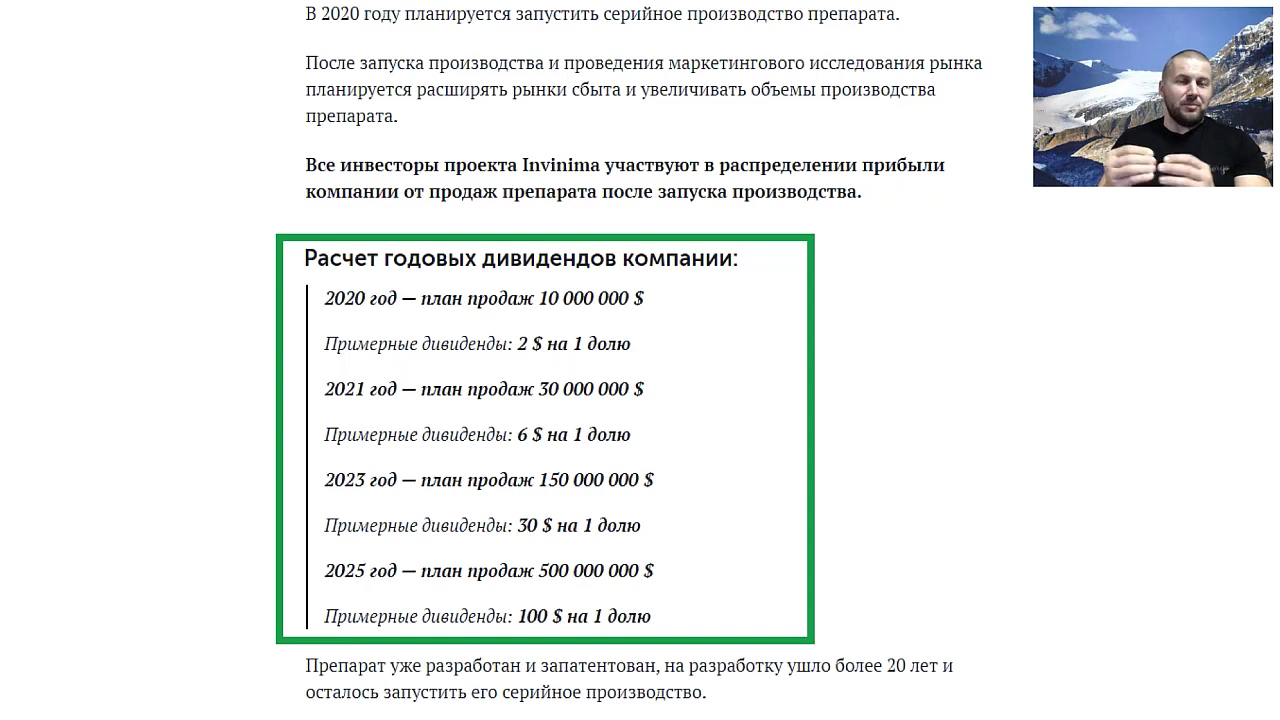 В 2020 году планируется запустить серийное производство препарата.
После запуска производства и проведения маркетингового исследования рынка
планируется расширять рынки сбыта и увеличивать объемы производства
препарата.
Все инвесторы проекта Invinima участвуют в распределении прибыли
компании от продаж препарата после запуска производства.
Расчет годовых дивидендов компании:
2020 год — план продаж 10 000 000 $
Примерные дивиденды: 2 $ на 1 долю
2021 год — план продаж 30 000 000 $
Примерные дивиденды: 6 $ на 1 долю
2023 год — план продаж 150 000 000 $
Примерные дивиденды: 30 $ на 1 долю
2025 год — план продаж 500 000 000 $
Примерные дивиденды: 100 $ на 1 долю
Препарат уже разработан и запатентован, на разработку ушло более 20 лет и
осталось запустить его серийное производство.